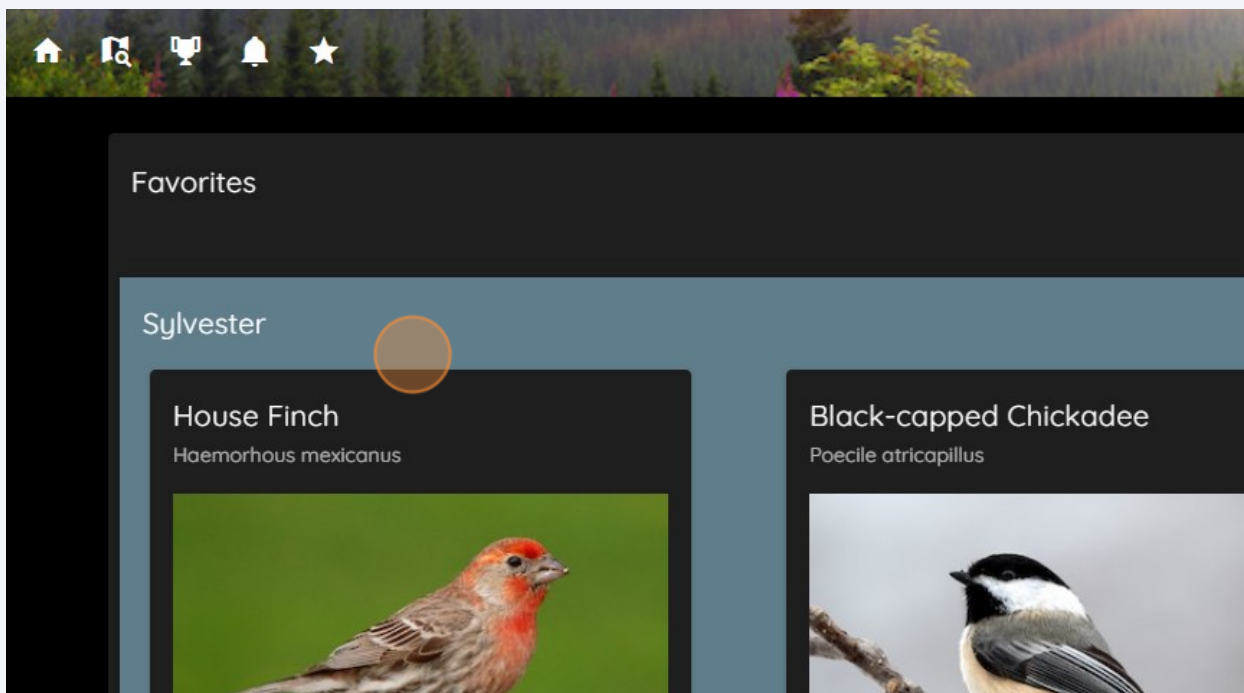 Favorites
Sylvester
House Finch
Haemorhous mexicanus
Black-capped Chickadee
Poecile atricapillus